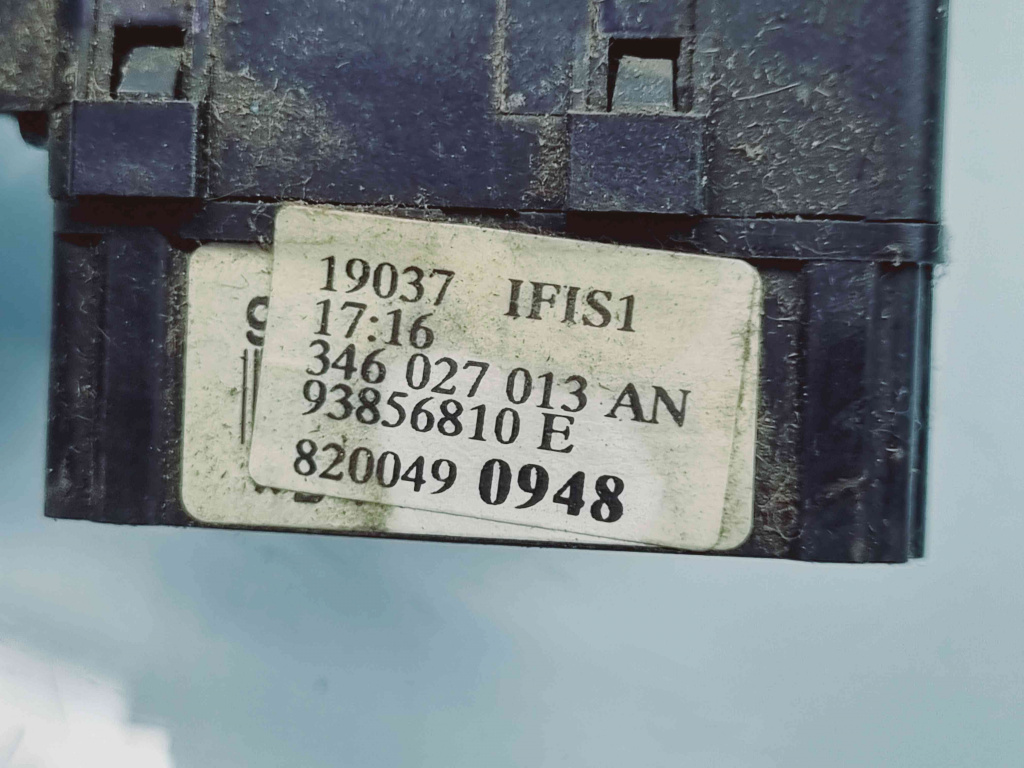 19037 IFIS1
17:16
346 027 013 AN
93856810 E
820049 0948